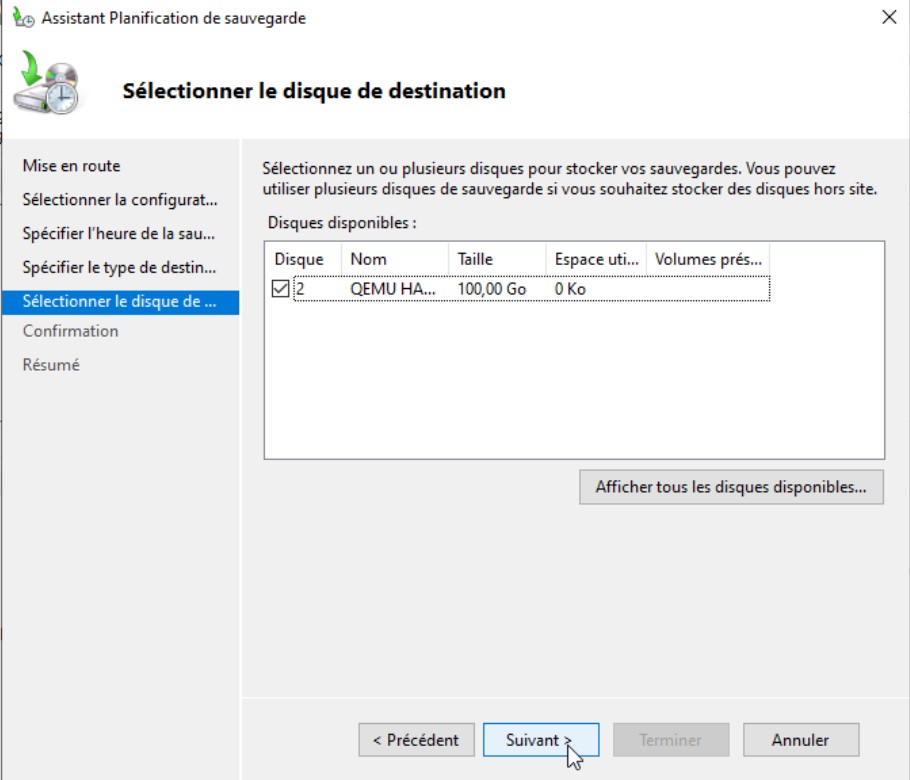 Assistant Planification de sauvegarde
Sélectionner le disque de destination
Mise en route
Sélectionner la configurat...
Spécifier l'heure de la sau...
Spécifier le type de destin...
Sélectionner le disque de ...
Confirmation
Résumé
Sélectionnez un ou plusieurs disques pour stocker vos sauvegardes. Vous pouvez
utiliser plusieurs disques de sauvegarde si vous souhaitez stocker des disques hors site.
Disques disponibles :
Disque Nom Taille Espace uti... Volumes prés...
2 QEMU HA... 100,00 Go 0 Ko
Afficher tous les disques disponibles...
< Précédent Suivant > Terminer Annuler